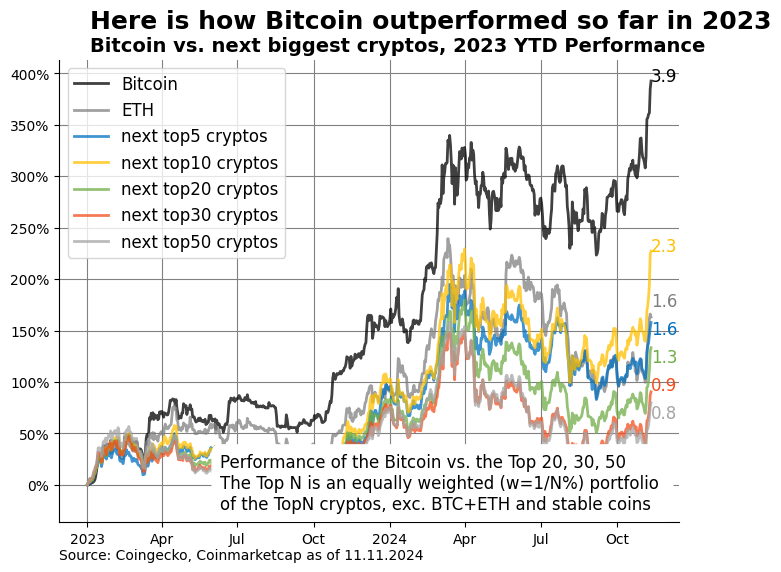 Here is how Bitcoin outperformed so far in 2023
Bitcoin vs. next biggest cryptos, 2023 YTD Performance
Bitcoin
ETH
next top5 cryptos
next top10 cryptos
next top20 cryptos
next top30 cryptos
next top50 cryptos
400%
350%
300%
250%
200%
150%
100%
50%
0%
3.9
2.3
1.6
1.6
1.3
0.9
0.8
Performance of the Bitcoin vs. the Top 20, 30, 50
The Top N is an equally weighted (w=1/N%) portfolio
of the TopN cryptos, exc. BTC+ETH and stable coins
2023 Apr Jul Oct 2024 Apr Jul Oct
Source: Coingecko, Coinmarketcap as of 11.11.2024